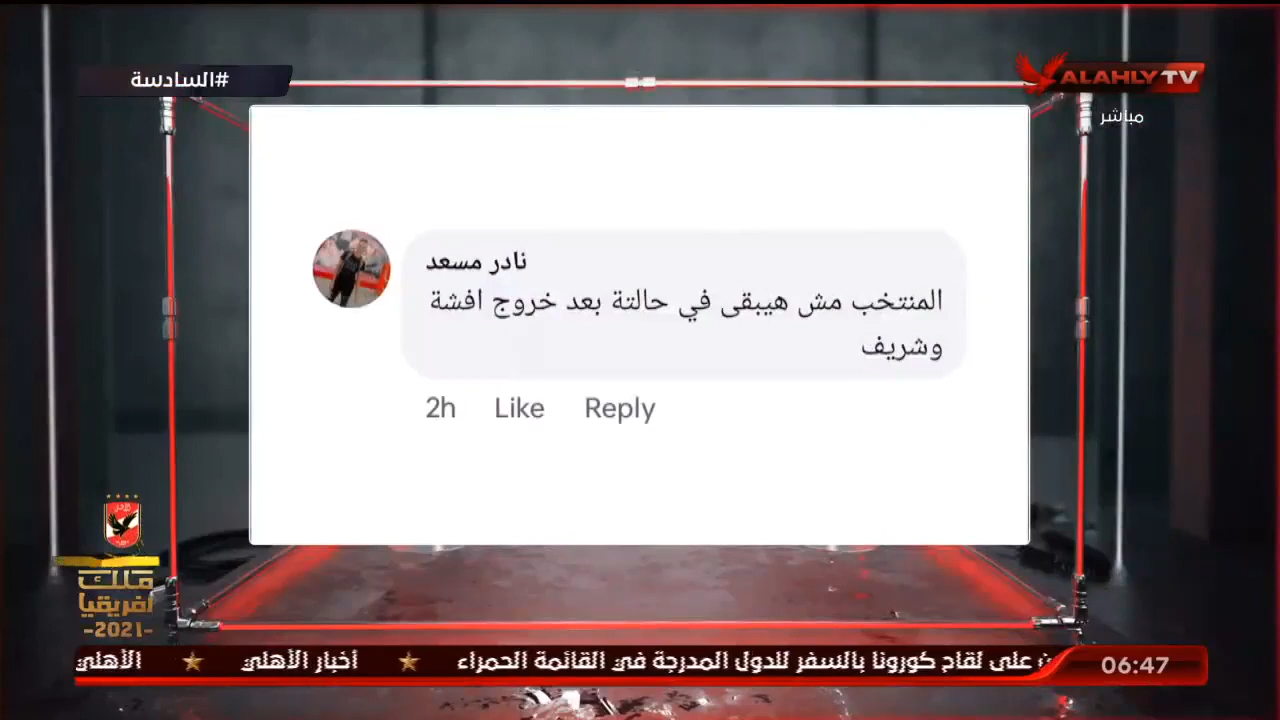 #السادسة
ALAHLY TV
مباشر
نادر مسعد
المنتخب مش هيبقى في حالتة بعد خروج افشة
وشريف
2h Like Reply
ملك
افريقيا
-2021-
على لقاح كورونا بالسفر للدول المدرجة في القائمة الحمراء ★ أخبار الأهلي ★ الأهلي
06:47